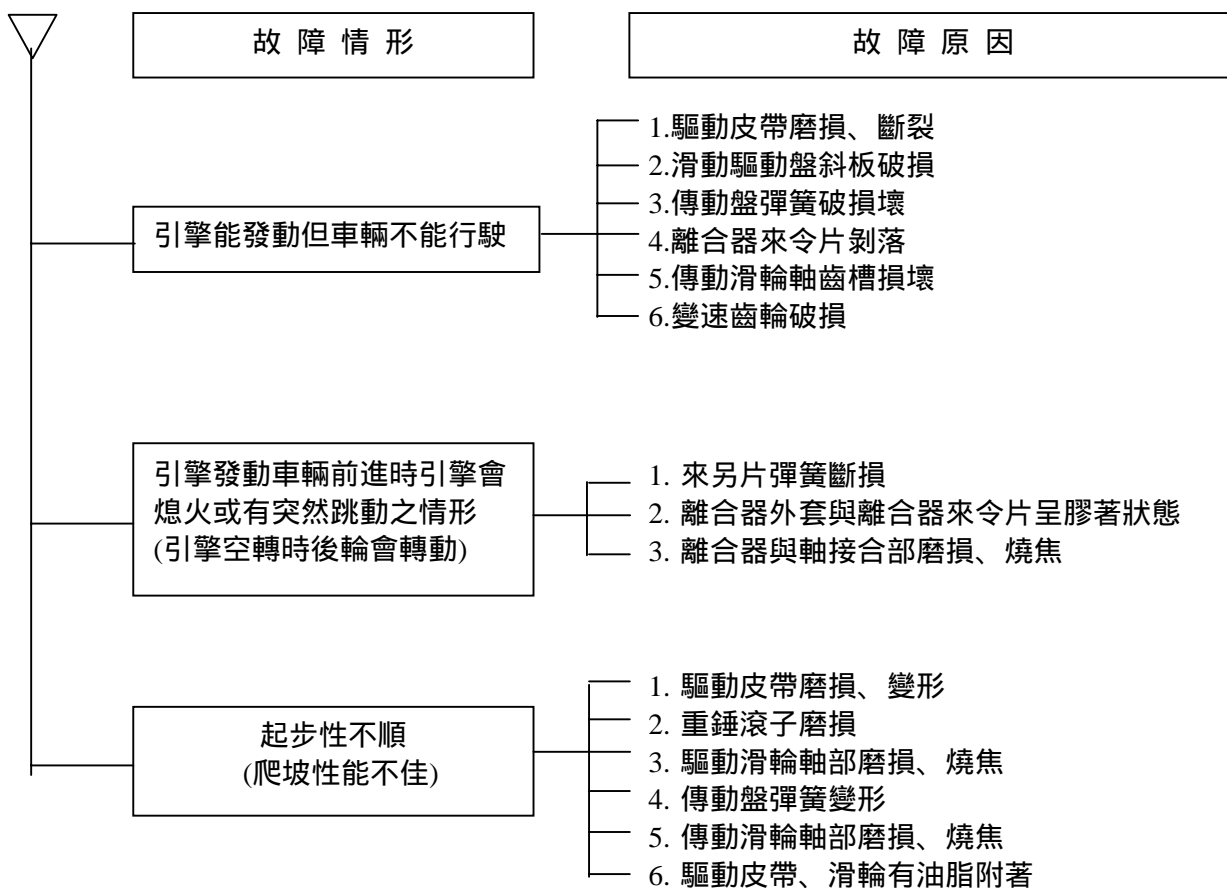 故 障 情 形
故 障 原 因
引擎能發動但車輛不能行駛
1.驅動皮帶磨損、斷裂
2.滑動驅動盤斜板破損
3.傳動盤彈簧破損壞
4.離合器來令片剝落
5.傳動滑輪軸齒槽損壞
6.變速齒輪破損
引擎發動車輛前進時引擎會
熄火或有突然跳動之情形
(引擎空轉時後輪會轉動)
1. 來另片彈簧斷損
2. 離合器外套與離合器來令片呈膠著狀態
3. 離合器與軸接合部磨損、燒焦
起步性不順
(爬坡性能不佳)
1. 驅動皮帶磨損、變形
2. 重錘滾子磨損
3. 驅動滑輪軸部磨損、燒焦
4. 傳動盤彈簧變形
5. 傳動滑輪軸部磨損、燒焦
6. 驅動皮帶、滑輪有油脂附著